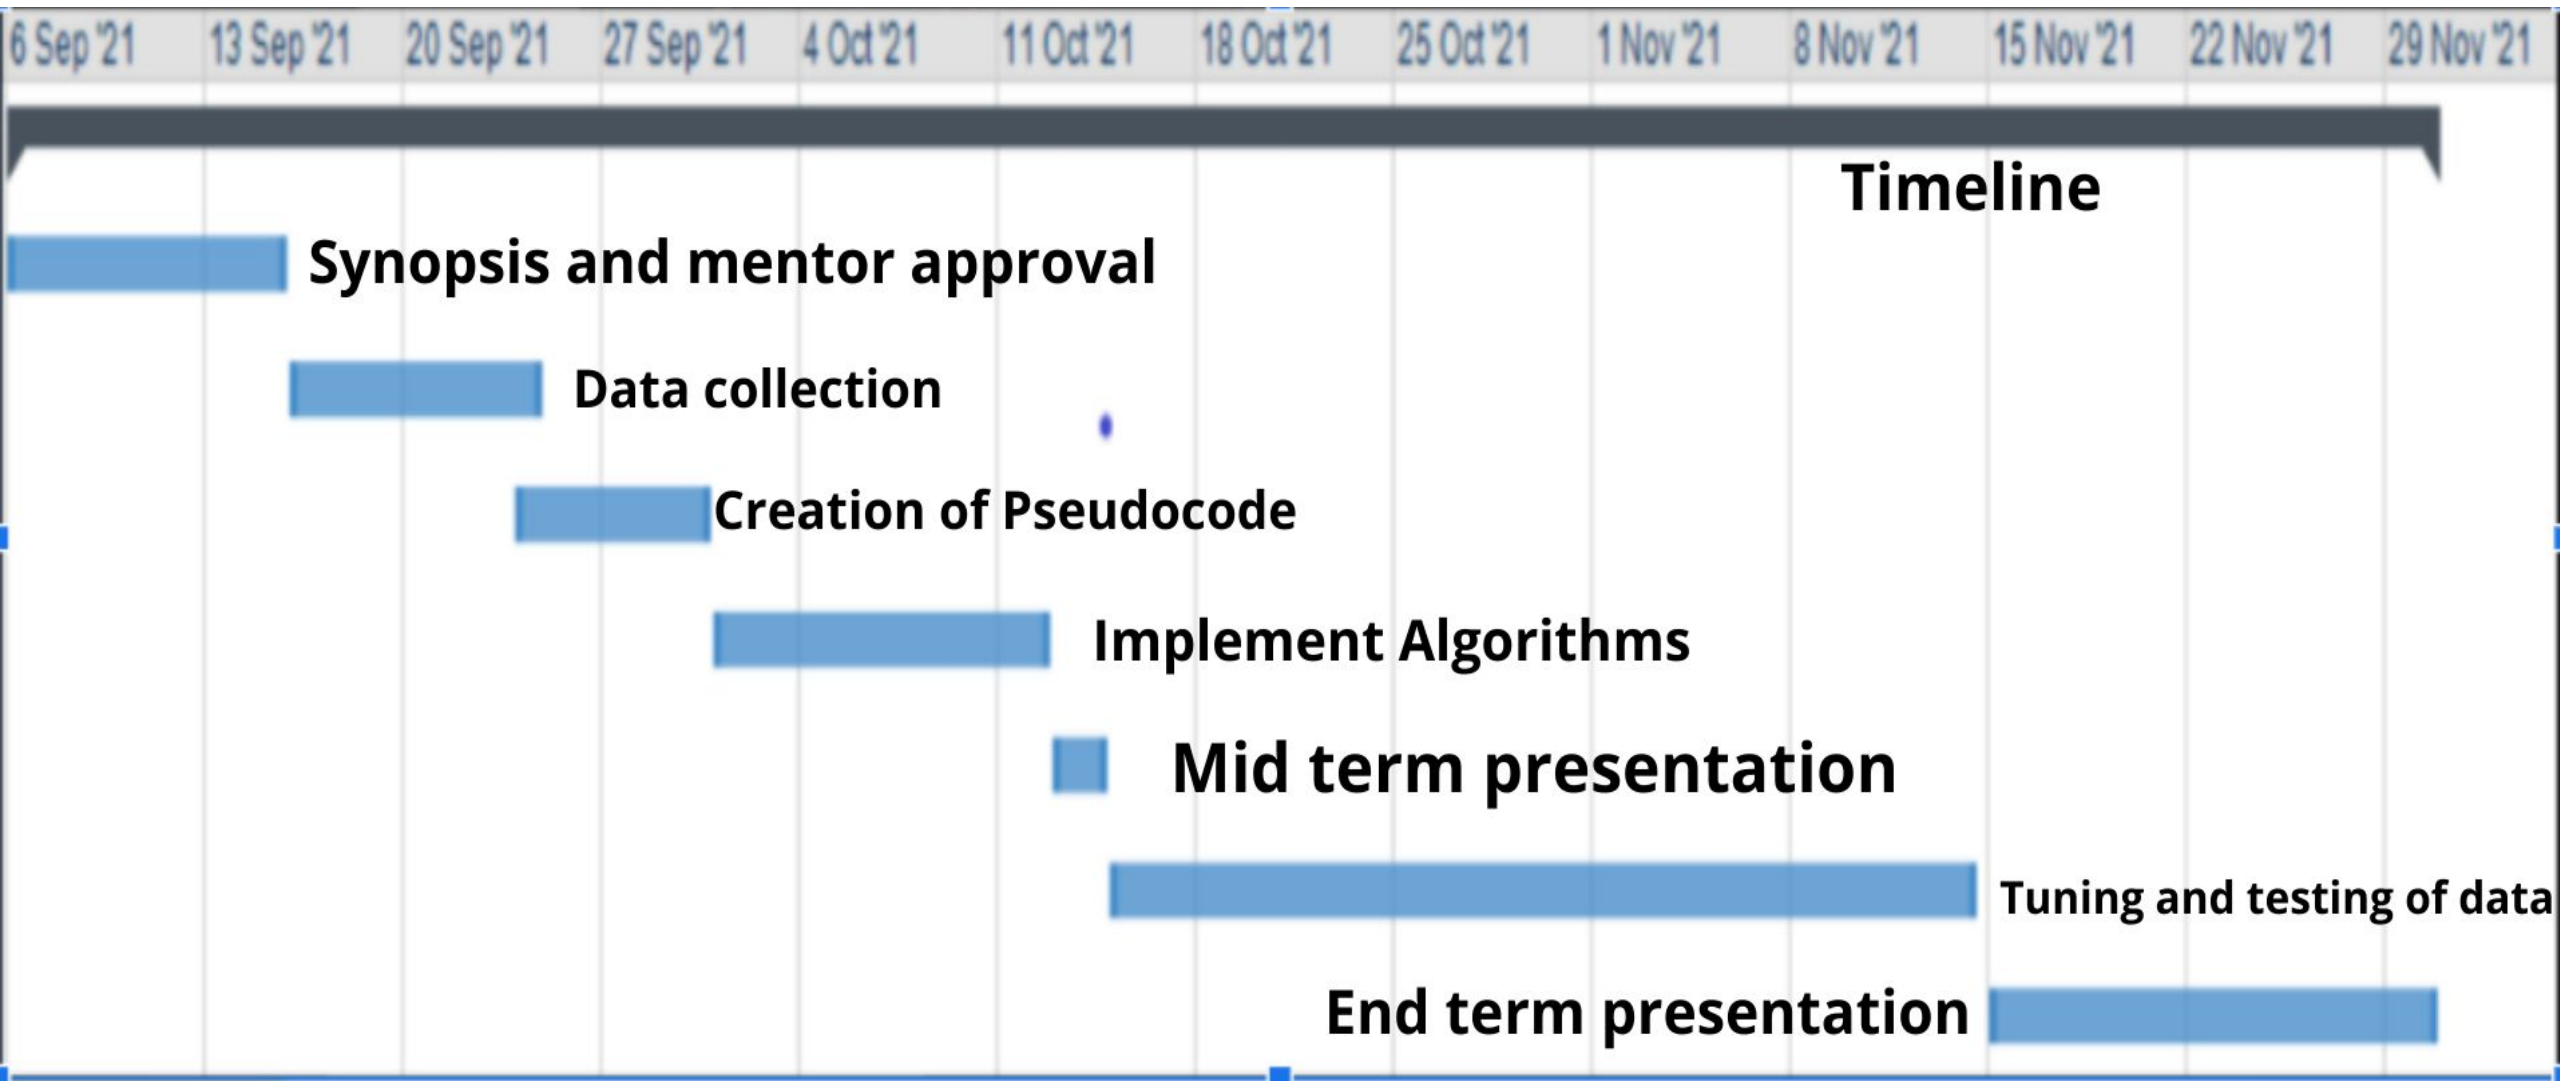 6 Sep '21 13 Sep '21 20 Sep '21 27 Sep '21 4 Oct '21 11 Oct '21 18 Oct '21 25 Oct '21 1 Nov '21 8 Nov '21 15 Nov '21 22 Nov '21 29 Nov '21
Timeline
Synopsis and mentor approval
Data collection
Creation of Pseudocode
Implement Algorithms
Mid term presentation
Tuning and testing of data
End term presentation